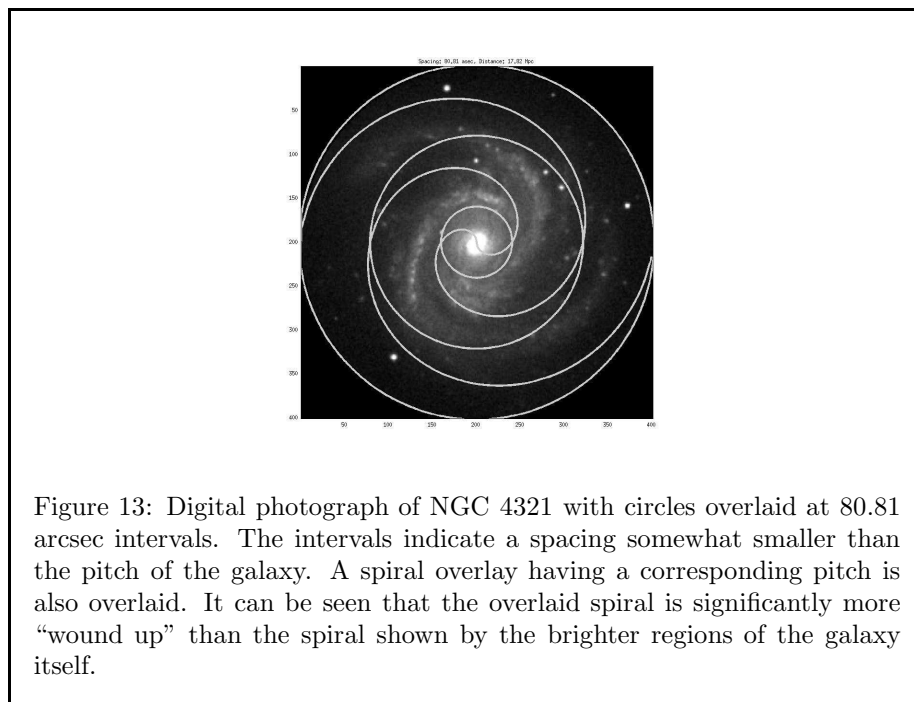 Spacing: 80.81 asec. Distance: 17.82 Mpc
50
100
150
200
250
300
350
400
50 100 150 200 250 300 350 400
Figure 13: Digital photograph of NGC 4321 with circles overlaid at 80.81
arcsec intervals. The intervals indicate a spacing somewhat smaller than
the pitch of the galaxy. A spiral overlay having a corresponding pitch is
also overlaid. It can be seen that the overlaid spiral is significantly more
“wound up” than the spiral shown by the brighter regions of the galaxy
itself.